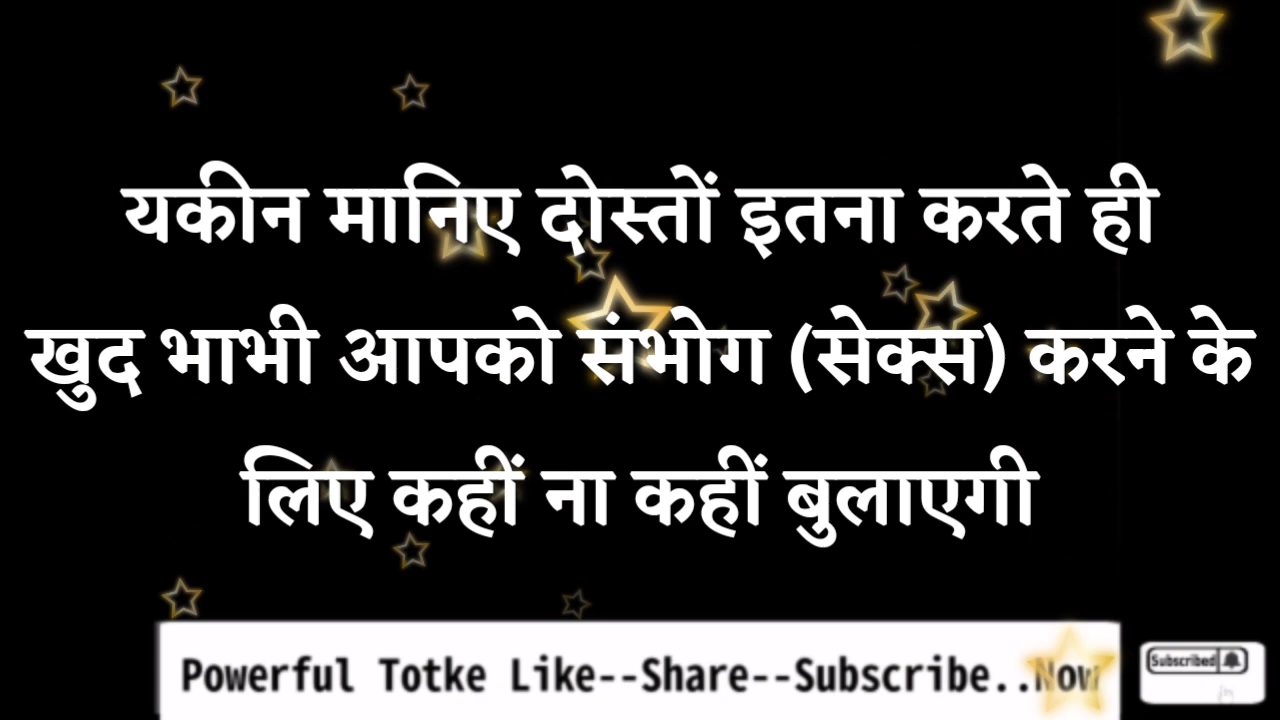 यकीन मानिए दोस्तों इतना करते ही
खुद भाभी आपको संभोग (सेक्स) करने के
लिए कहीं ना कहीं बुलाएगी
Powerful Totke Like--Share--Subscribe..Now
Subscribed